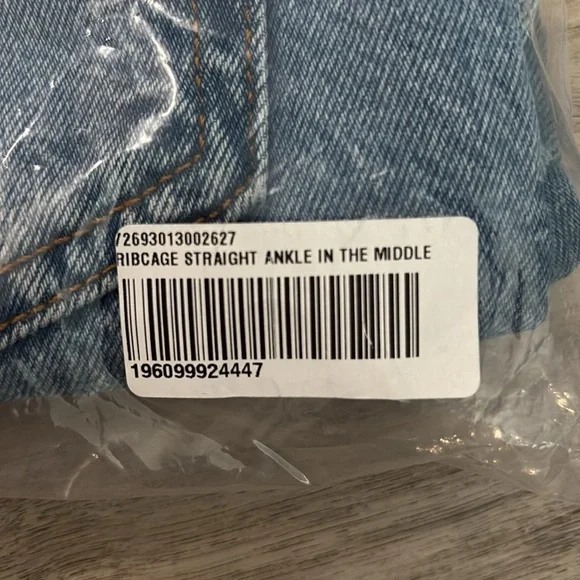 72693013002627
RIBCAGE STRAIGHT ANKLE IN THE MIDDLE
196099924447